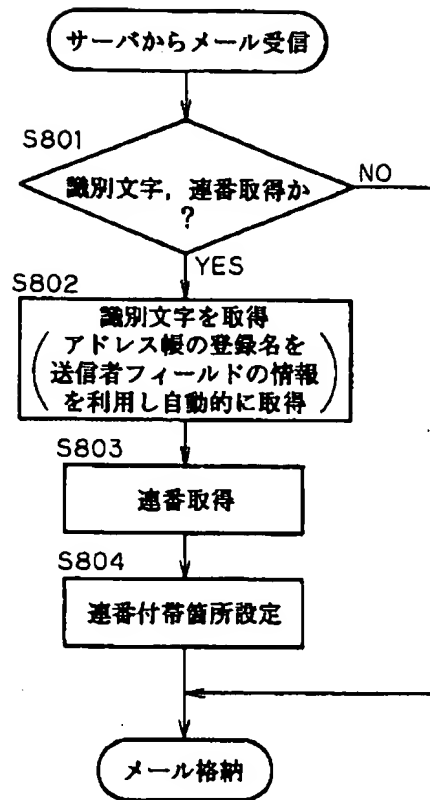 サーバからメール受信
S801
識別文字，連番取得か
?
NO
YES
S802
識別文字を取得
アドレス帳の登録名を
送信者フィールドの情報
を利用し自動的に取得
S803
連番取得
S804
連番付帯箇所設定
メール格納